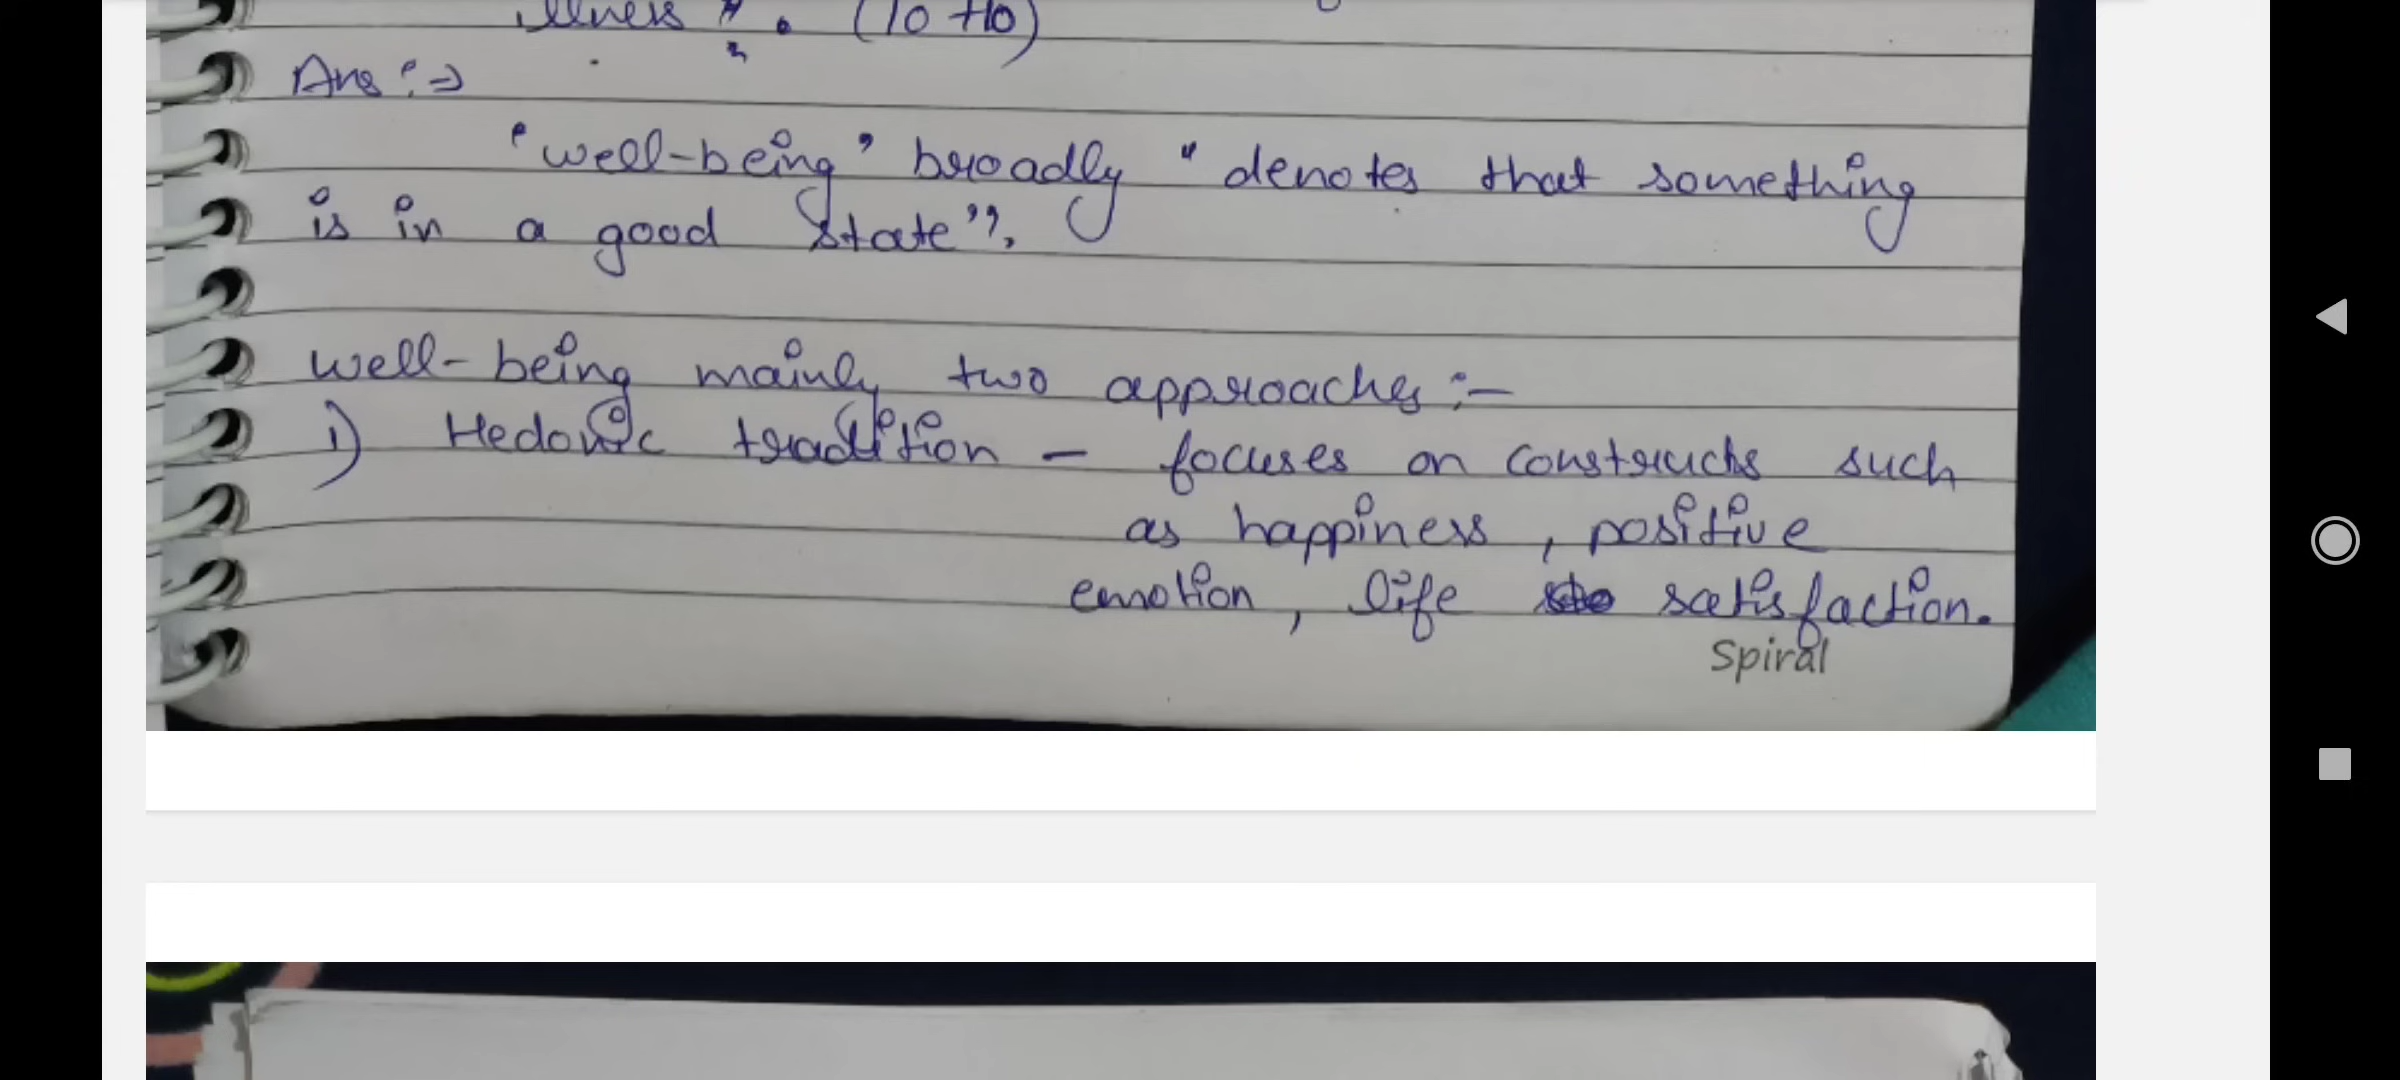 illness". (10+10)
Ans :⇒
'well-being' broadly "denotes that something
is in a good state".
well-being mainly two approaches :-
1) Hedonic tradition - focuses on constructs such
as happiness, positive
emotion, life satisfaction.
Spiral